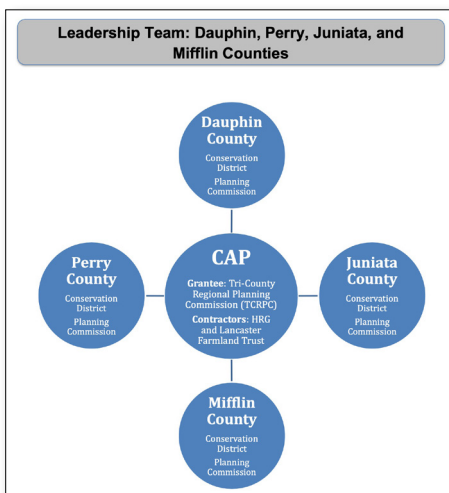 Leadership Team: Dauphin, Perry, Juniata, and
Mifflin Counties
Dauphin
County
Conservation
District
Planning
Commission
Perry
County
Conservation
District
Planning
Commission
CAP
Grantee: Tri-County
Regional Planning
Commission (TCRPC)
Contractors: HRG
and Lancaster
Farmland Trust
Juniata
County
Conservation
District
Planning
Commission
Mifflin
County
Conservation
District
Planning
Commission